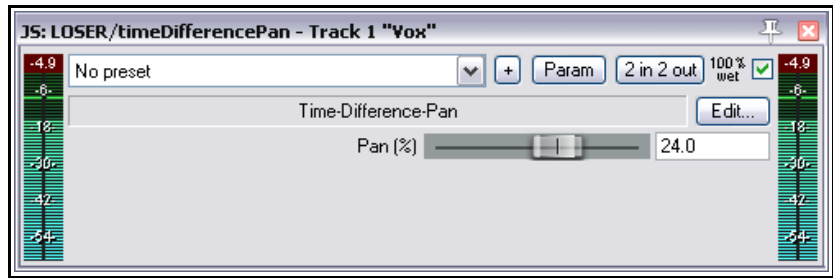 JS: LOSER/timeDifferencePan - Track 1 "Vox"
-4.9 No preset + Param 2 in 2 out 100% wet -4.9
-6- -6-
Time-Difference-Pan Edit...
-18- -18-
Pan (%) 24.0
-30- -30-
-42- -42-
-54- -54-